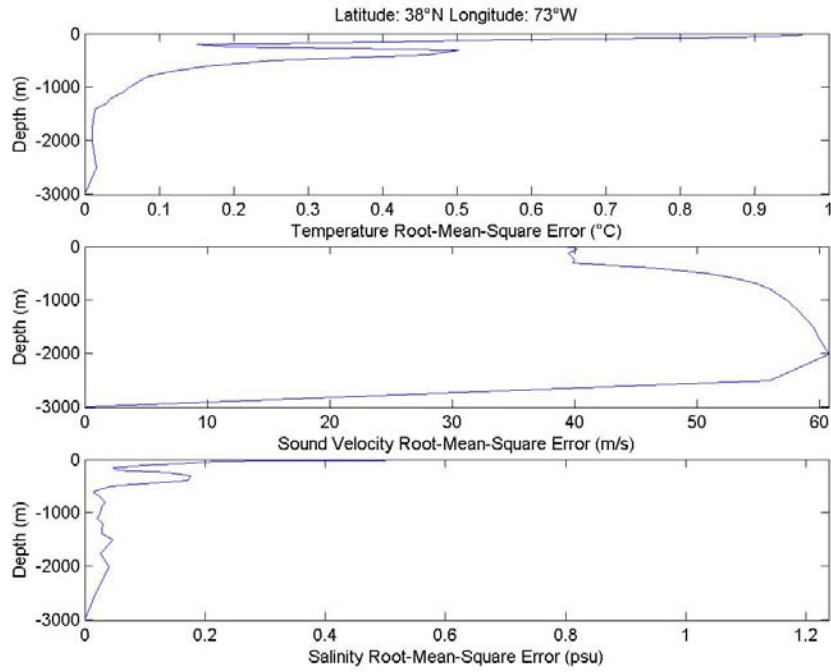 Latitude: 38°N Longitude: 73°W
0
-1000
-2000
-3000
Depth (m)
0 0.1 0.2 0.3 0.4 0.5 0.6 0.7 0.8 0.9 1
Temperature Root-Mean-Square Error (°C)
0
-1000
-2000
-3000
Depth (m)
0 10 20 30 40 50 60
Sound Velocity Root-Mean-Square Error (m/s)
0
-1000
-2000
-3000
Depth (m)
0 0.2 0.4 0.6 0.8 1 1.2
Salinity Root-Mean-Square Error (psu)